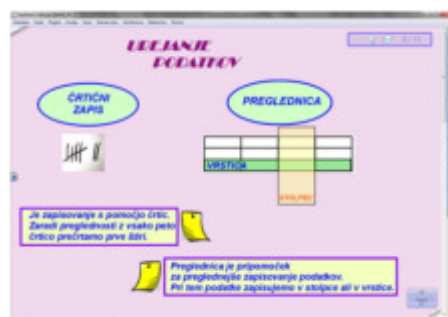 UREJANJE
PODATKOV
ČRTIČNI
ZAPIS
PREGLEDNICA
VRSTICA
STOLPEC
Je zapisovanje s pomočjo črtic.
Zaradi preglednosti z vsako peto
črtico prečrtamo prve štiri.
Preglednica je pripomoček
za preglednejše zapisovanje podatkov.
Pri tem podatke zapisujemo v stolpce ali v vrstice.